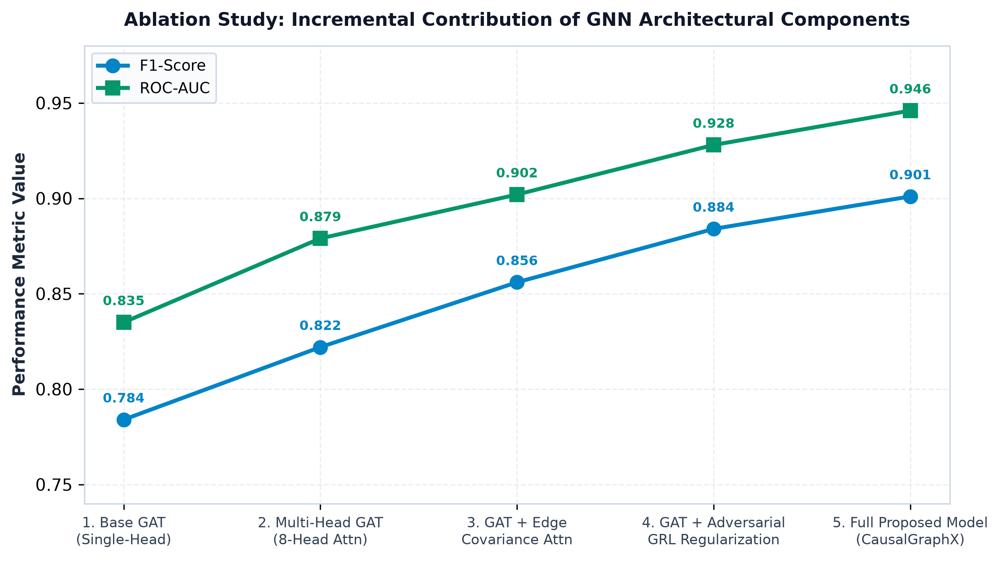 Ablation Study: Incremental Contribution of GNN Architectural Components
F1-Score
ROC-AUC
Performance Metric Value
0.95
0.90
0.85
0.80
0.75
0.835
0.879
0.902
0.928
0.946
0.784
0.822
0.856
0.884
0.901
1. Base GAT
(Single-Head)
2. Multi-Head GAT
(8-Head Attn)
3. GAT + Edge
Covariance Attn
4. GAT + Adversarial
GRL Regularization
5. Full Proposed Model
(CausalGraphX)